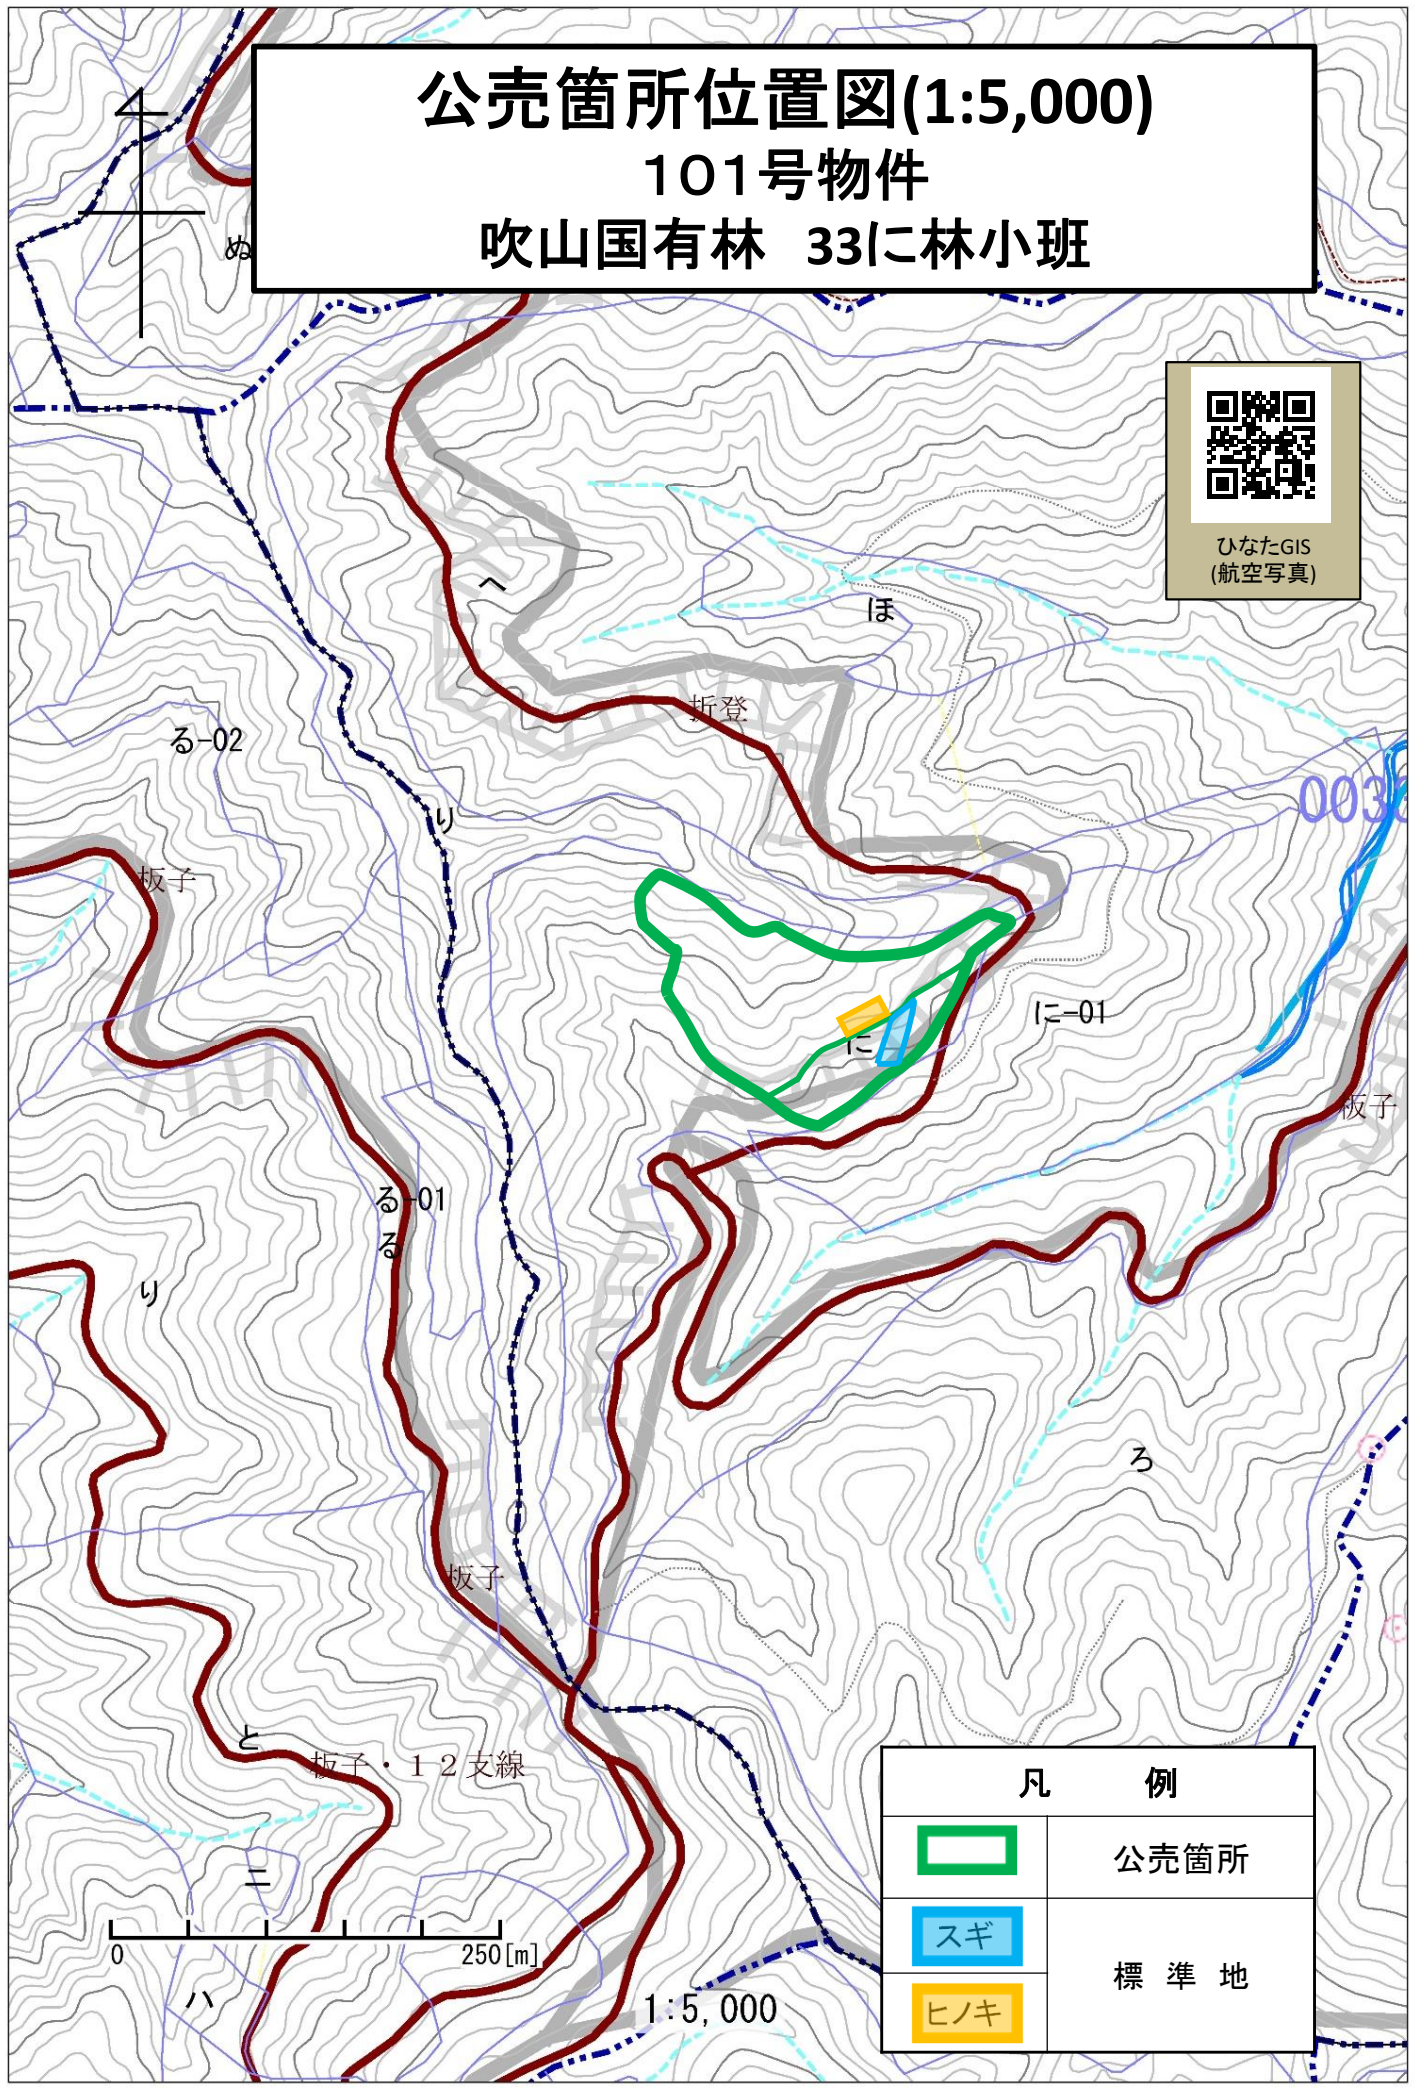 公売箇所位置図(1:5,000)
101号物件
吹山国有林 33に林小班
ぬ
ひなたGIS
(航空写真)
へ
ほ
折登
る-02
り
003
板子
に-01
に
板子
る-01
る
り
ろ
板子
と
板子・12支線
ニ
0 250[m]
ハ
1:5,000
凡 例
公売箇所
スギ
標 準 地
ヒノキ